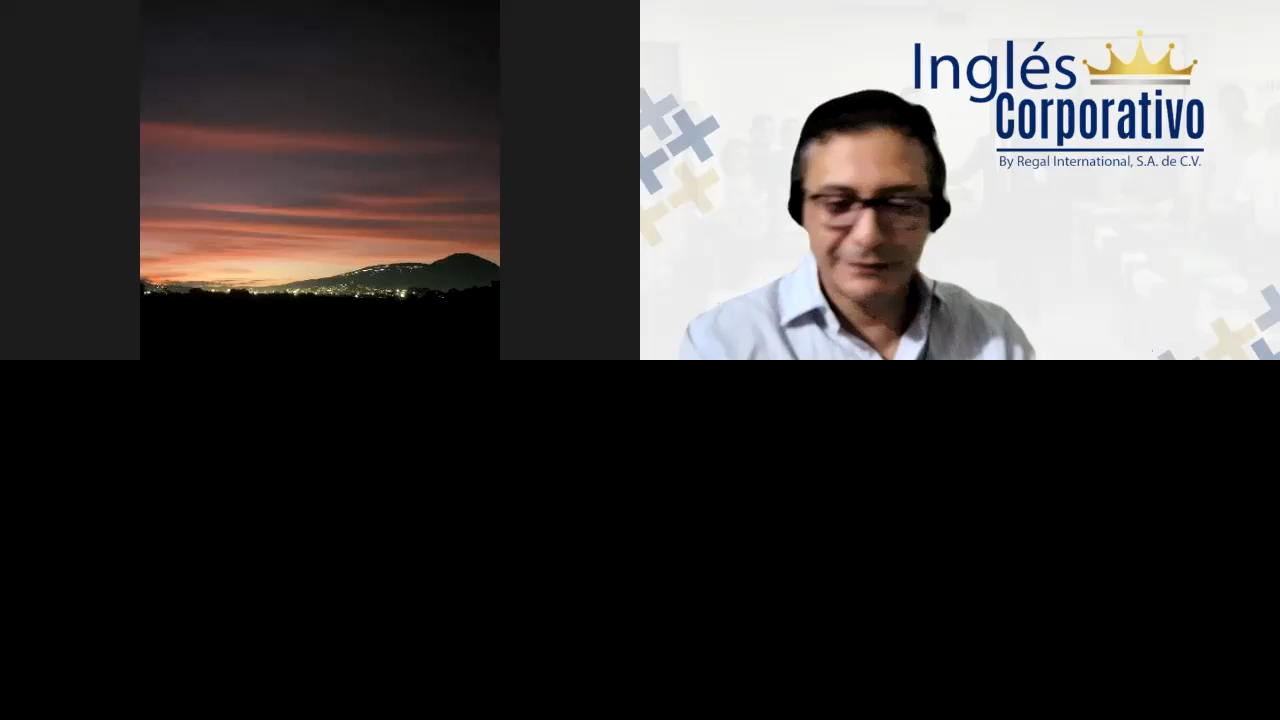 Inglés
Corporativo
By Regal International, S.A. de C.V.